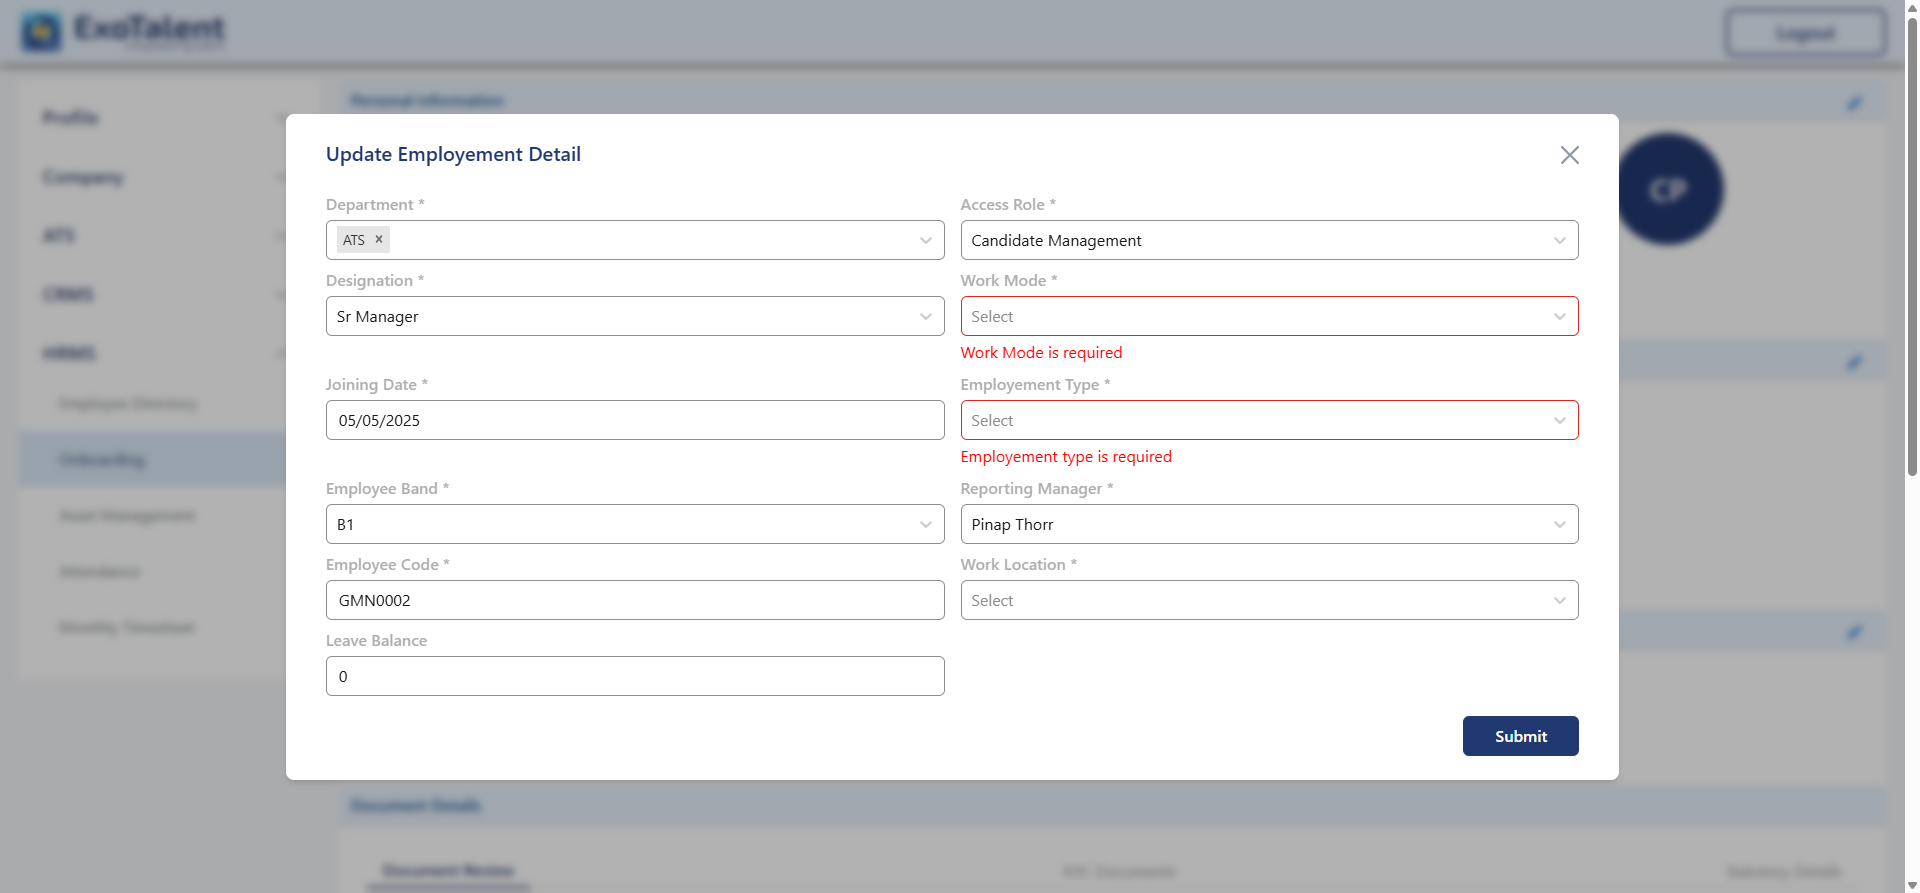 ExoTalent
Logout
Personal Information
Profile
Company
ATS
CRMS
HRMS
Employee Directory
Onboarding
Asset Management
Attendance
Monthly Timesheet
CP
Update Employement Detail
Department *
ATS ×
Access Role *
Candidate Management
Designation *
Sr Manager
Work Mode *
Select
Work Mode is required
Joining Date *
05/05/2025
Employement Type *
Select
Employement type is required
Employee Band *
B1
Reporting Manager *
Pinap Thorr
Employee Code *
GMN0002
Work Location *
Select
Leave Balance
0
Submit
Document Details
Document Review
KYC Documents
Statutory Details